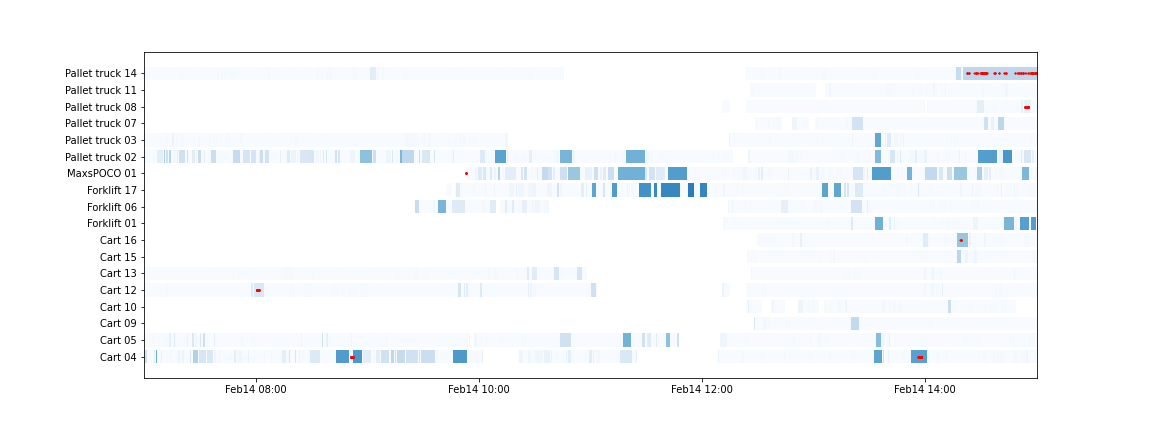 Pallet truck 14
Pallet truck 11
Pallet truck 08
Pallet truck 07
Pallet truck 03
Pallet truck 02
MaxsPOCO 01
Forklift 17
Forklift 06
Forklift 01
Cart 16
Cart 15
Cart 13
Cart 12
Cart 10
Cart 09
Cart 05
Cart 04
Feb14 08:00 Feb14 10:00 Feb14 12:00 Feb14 14:00